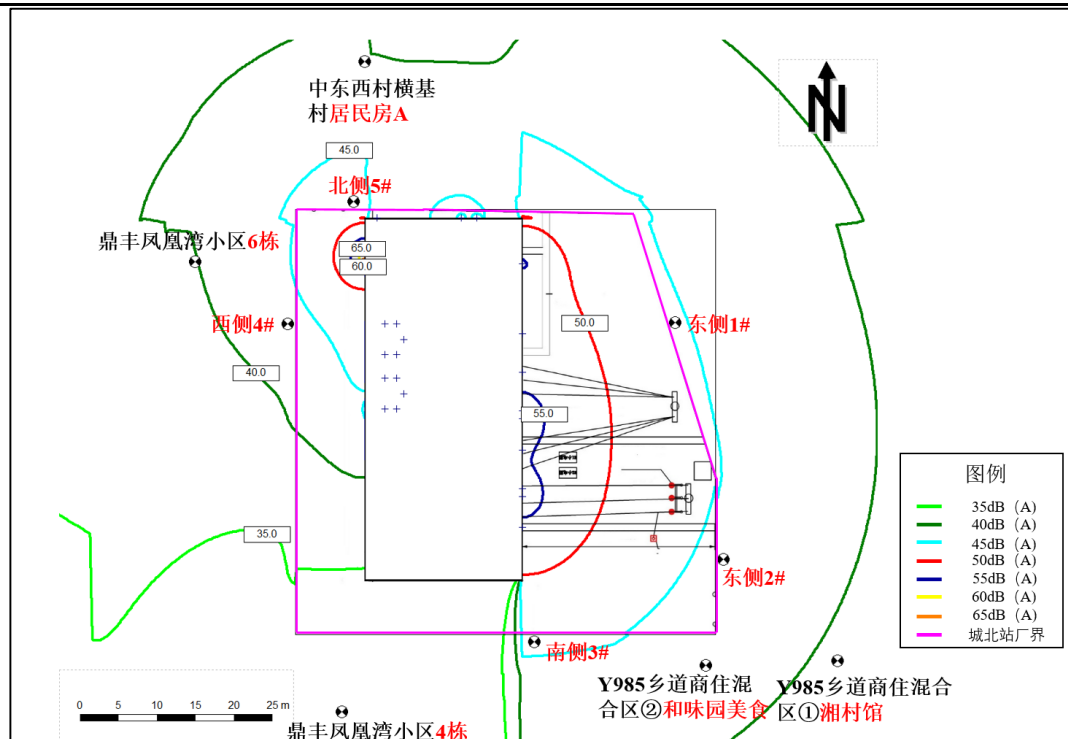 中东西村横基
村居民房A
N
45.0
北侧5#
鼎丰凤凰湾小区6栋
65.0
60.0
西侧4#
50.0
东侧1#
40.0
55.0
图例
35dB（A）
40dB（A）
45dB（A）
50dB（A）
55dB（A）
60dB（A）
65dB（A）
城北站厂界
35.0
东侧2#
南侧3#
Y985乡道商住混
合区②和味园美食
Y985乡道商住混合
区①湘村馆
0 5 10 15 20 25 m
鼎丰凤凰湾小区4栋